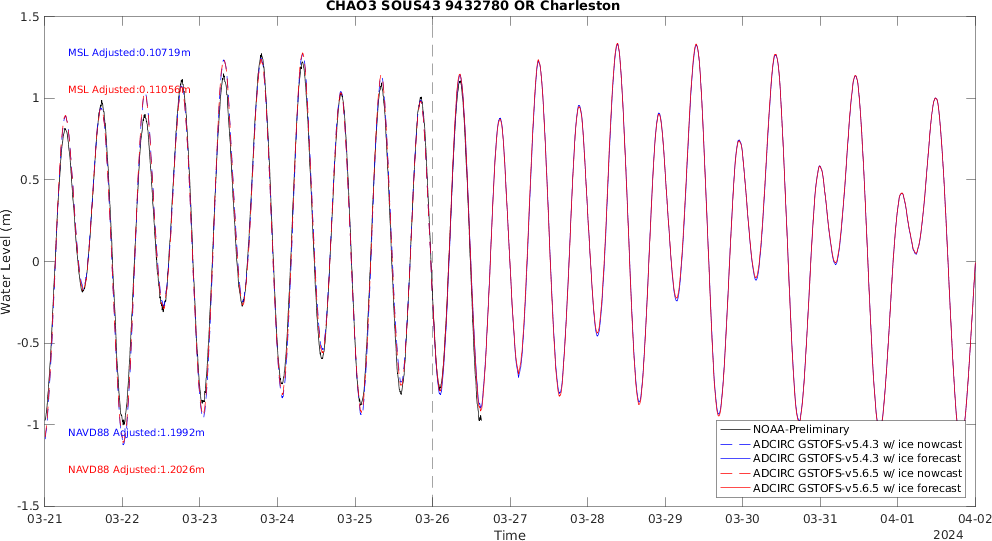 CHAO3 SOUS43 9432780 OR Charleston
1.5
1
0.5
0
-0.5
-1
-1.5
Water Level (m)
MSL Adjusted:0.10719m
MSL Adjusted:0.11056m
NAVD88 Adjusted:1.1992m
NAVD88 Adjusted:1.2026m
NOAA-Preliminary
ADCIRC GSTOFS-v5.4.3 w/ ice nowcast
ADCIRC GSTOFS-v5.4.3 w/ ice forecast
ADCIRC GSTOFS-v5.6.5 w/ ice nowcast
ADCIRC GSTOFS-v5.6.5 w/ ice forecast
03-21 03-22 03-23 03-24 03-25 03-26 03-27 03-28 03-29 03-30 03-31 04-01 04-02
Time
2024